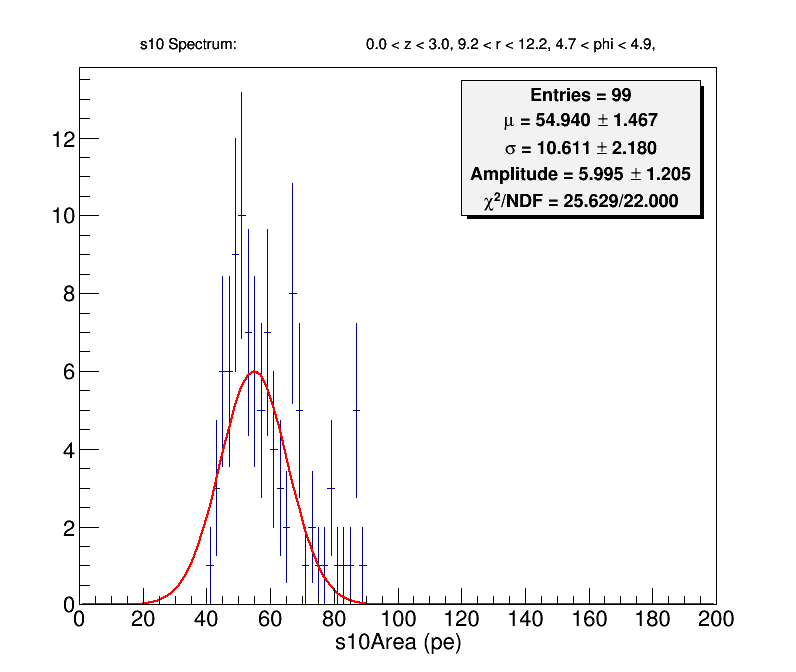 s10 Spectrum: 0.0 < z < 3.0, 9.2 < r < 12.2, 4.7 < phi < 4.9,
Entries = 99
μ = 54.940 ± 1.467
σ = 10.611 ± 2.180
Amplitude = 5.995 ± 1.205
χ²/NDF = 25.629/22.000
12
10
8
6
4
2
0
0 20 40 60 80 100 120 140 160 180 200
s10Area (pe)